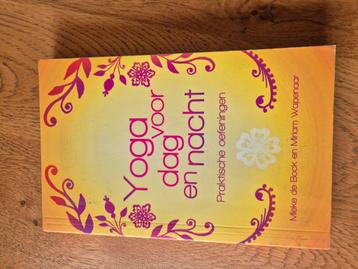 Yoga
voor
dag
en nacht
Praktische oefeningen
Mieke de Bock en Miriam Wapenaar